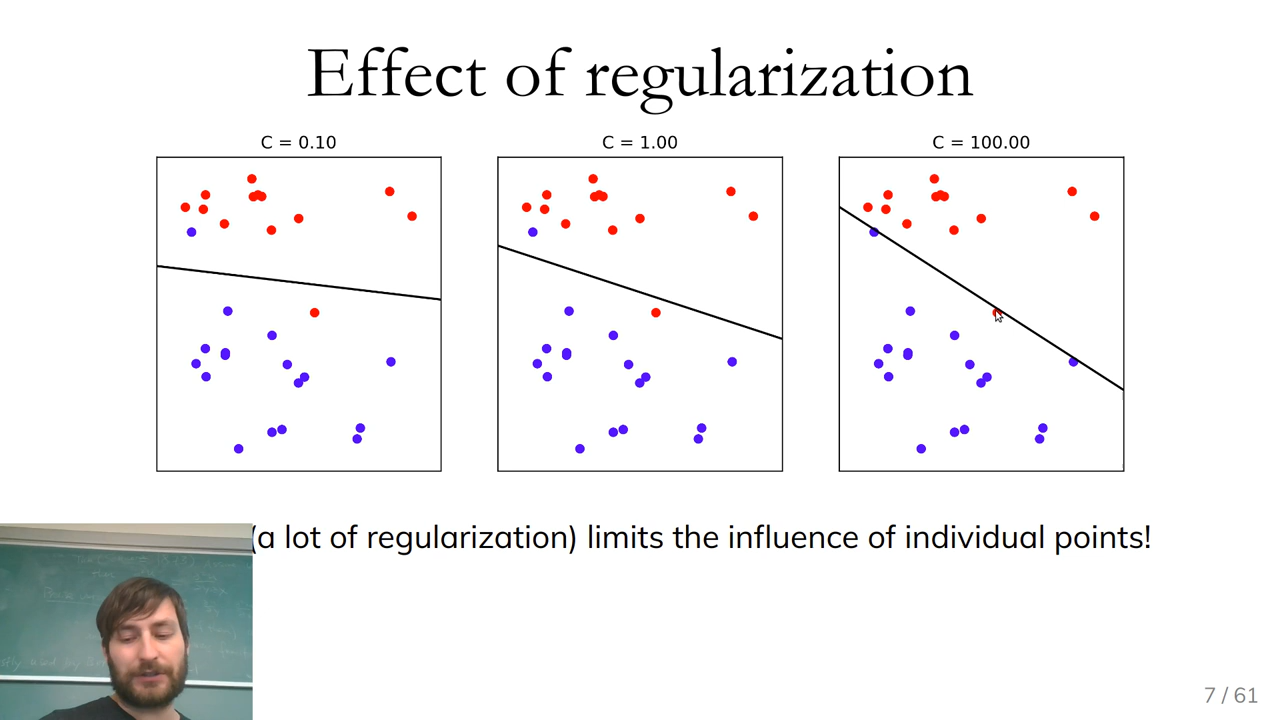 Effect of regularization
C = 0.10
C = 1.00
C = 100.00
(a lot of regularization) limits the influence of individual points!
7 / 61